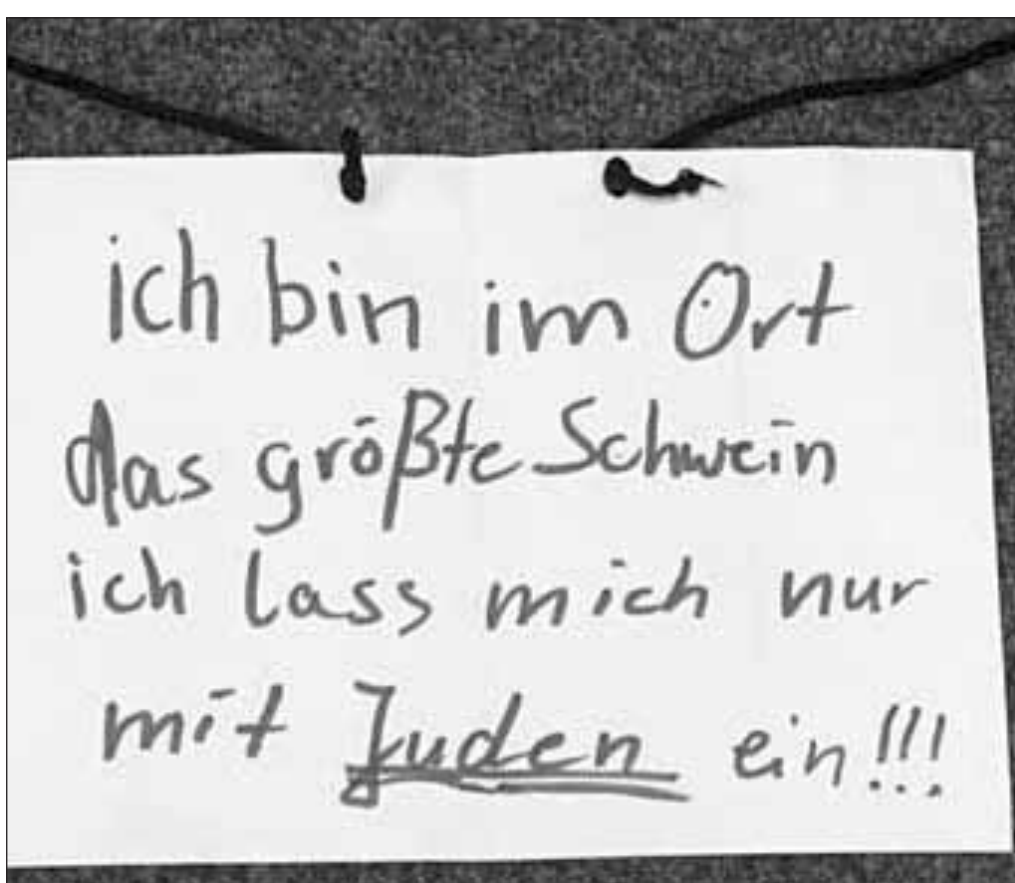 ich bin im Ort
das größte Schwein
ich lass mich nur
mit Juden ein!!!